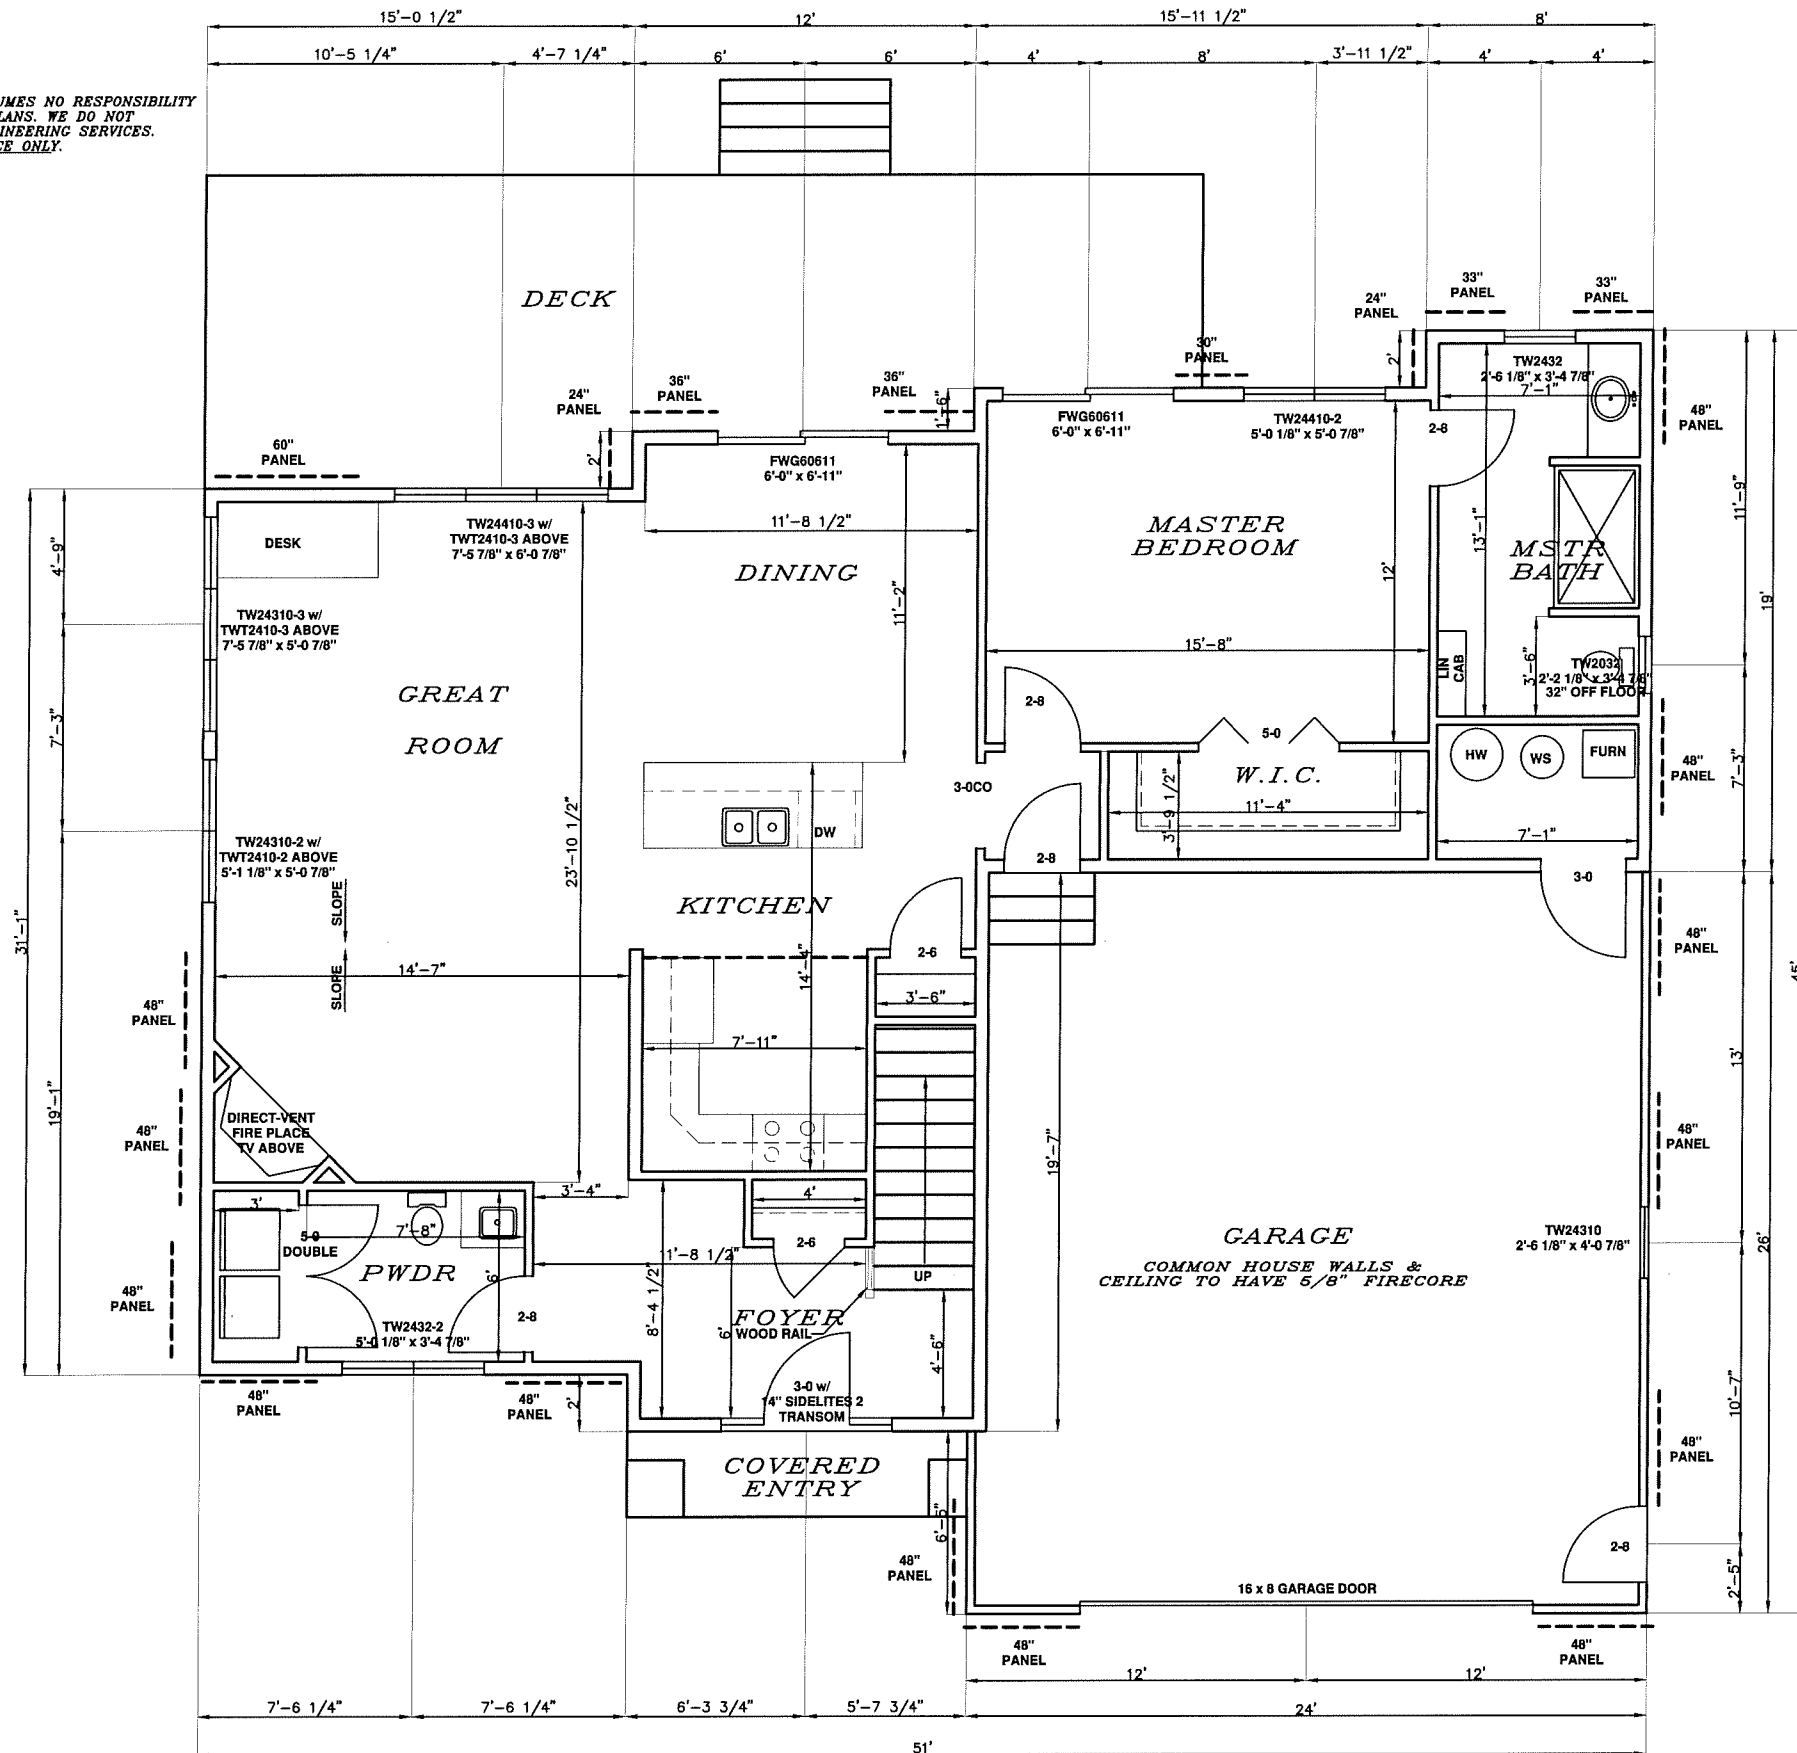 15'-0 1/2"
12'
15'-11 1/2"
8'
10'-5 1/4"
4'-7 1/4"
6'
6'
4'
8'
3'-11 1/2"
4'
4'
UMES NO RESPONSIBILITY
LANS. WE DO NOT
INEERING SERVICES.
CE ONLY.
DECK
33"
PANEL
33"
PANEL
24"
PANEL
2'
30"
PANEL
36"
PANEL
36"
PANEL
24"
PANEL
1'-6"
2'
60"
PANEL
TW2432
2'-6 1/8" x 3'-4 7/8"
7'-1"
48"
PANEL
FWG60611
6'-0" x 6'-11"
TW24410-2
5'-0 1/8" x 5'-0 7/8"
2-8
FWG60611
6'-0" x 6'-11"
11'-9"
TW24410-3 w/
TWT2410-3 ABOVE
7'-5 7/8" x 6'-0 7/8"
11'-8 1/2"
DESK
4'-9"
MASTER
BEDROOM
13'-1"
MSTR
BATH
DINING
12'
11'-2"
19'
TW24310-3 w/
TWT2410-3 ABOVE
7'-5 7/8" x 5'-0 7/8"
15'-8"
LIN
CAB
3'-6"
TW2032
2'-2 1/8" x 3'-4 7/8"
32" OFF FLOOR
GREAT
ROOM
7'-3"
2-8
5-0
HW
WS
FURN
48"
PANEL
7'-3"
W.I.C.
3-0CO
3'-9 1/2"
11'-4"
DW
7'-1"
23'-10 1/2"
TW24310-2 w/
TWT2410-2 ABOVE
5'-1 1/8" x 5'-0 7/8"
2-8
3-0
SLOPE
SLOPE
KITCHEN
31'-1"
48"
PANEL
2-6
14'-7"
14'-4"
3'-6"
45'
48"
PANEL
7'-11"
13'
19'-1"
DIRECT-VENT
FIRE PLACE
TV ABOVE
48"
PANEL
48"
PANEL
19'-7"
3'-4"
4'
3'
5-0
DOUBLE
7'-8"
PWDR
6'
2-6
11'-8 1/2"
8'-4 1/2"
6'
UP
GARAGE
COMMON HOUSE WALLS &
CEILING TO HAVE 5/8" FIRECORE
TW24310
2'-6 1/8" x 4'-0 7/8"
26'
48"
PANEL
FOYER
WOOD RAIL
2-8
TW2432-2
5'-0 1/8" x 3'-4 7/8"
4'-6"
3-0 w/
14" SIDELITES 2
TRANSOM
48"
PANEL
48"
PANEL
2'
10'-7"
48"
PANEL
COVERED
ENTRY
6'-5"
2-8
48"
PANEL
16 x 8 GARAGE DOOR
2'-5"
48"
PANEL
48"
PANEL
12'
12'
7'-6 1/4"
7'-6 1/4"
6'-3 3/4"
5'-7 3/4"
24'
51'